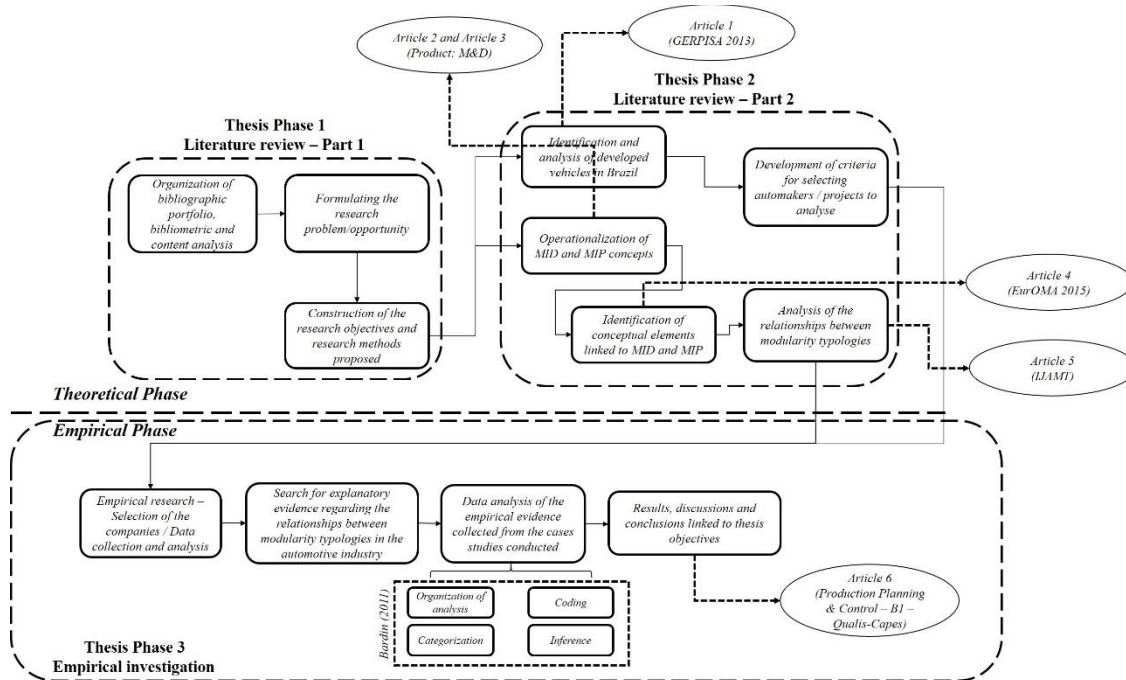 Article 1
(GERPISA 2013)
Article 2 and Article 3
(Product: M&D)
Thesis Phase 2
Literature review – Part 2
Thesis Phase 1
Literature review – Part 1
Organization of
bibliographic
portfolio,
bibliometric and
content analysis
Formulating the
research
problem/opportunity
Construction of the
research objectives and
research methods
proposed
Identification and
analysis of developed
vehicles in Brazil
Development of criteria
for selecting
automakers / projects to
analyse
Operationalization of
MID and MIP concepts
Identification of
conceptual elements
linked to MID and MIP
Analysis of the
relationships between
modularity typologies
Article 4
(EurOMA 2015)
Article 5
(IJAMT)
Theoretical Phase
Empirical Phase
Empirical research –
Selection of the
companies / Data
collection and analysis
Search for explanatory
evidence regarding the
relationships between
modularity typologies in the
automotive industry
Data analysis of the
empirical evidence
collected from the cases
studies conducted
Results, discussions and
conclusions linked to thesis
objectives
Bardin (2011)
Organization of
analysis
Coding
Categorization
Inference
Article 6
(Production Planning
& Control – B1 –
Qualis-Capes)
Thesis Phase 3
Empirical investigation